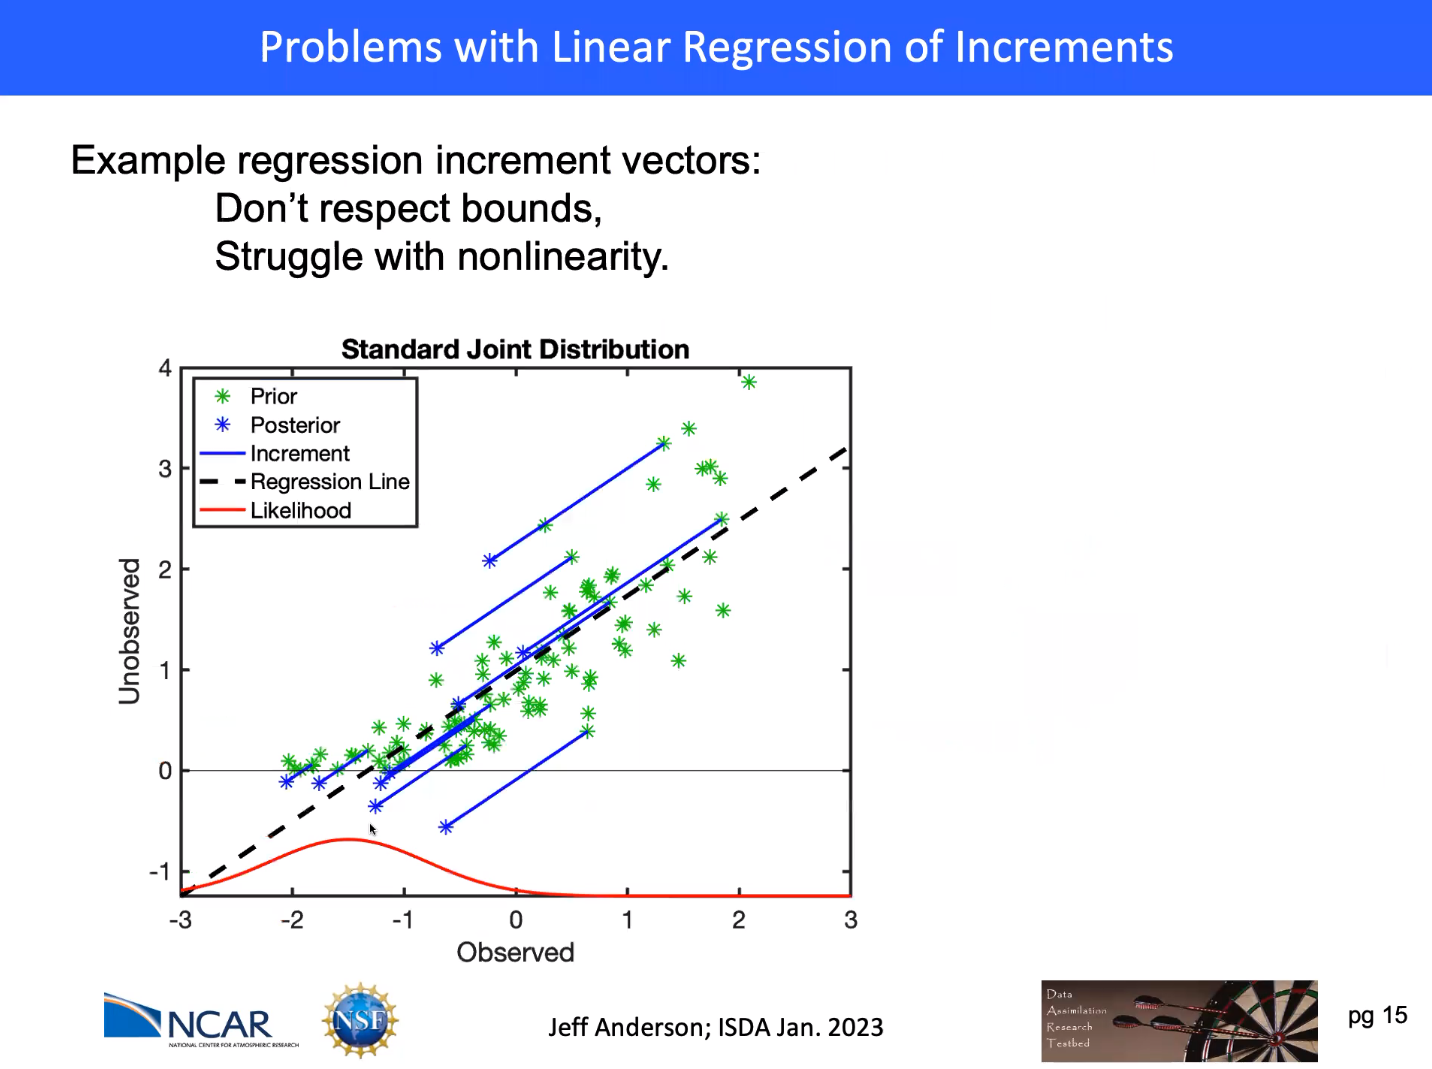 Problems with Linear Regression of Increments
Example regression increment vectors:
Don’t respect bounds,
Struggle with nonlinearity.
Standard Joint Distribution
Prior
Posterior
Increment
Regression Line
Likelihood
4
3
2
1
0
-1
Unobserved
-3 -2 -1 0 1 2 3
Observed
NCAR
NATIONAL CENTER FOR ATMOSPHERIC RESEARCH
NSF
Jeff Anderson; ISDA Jan. 2023
Data
Assimilation
Research
Testbed
pg 15